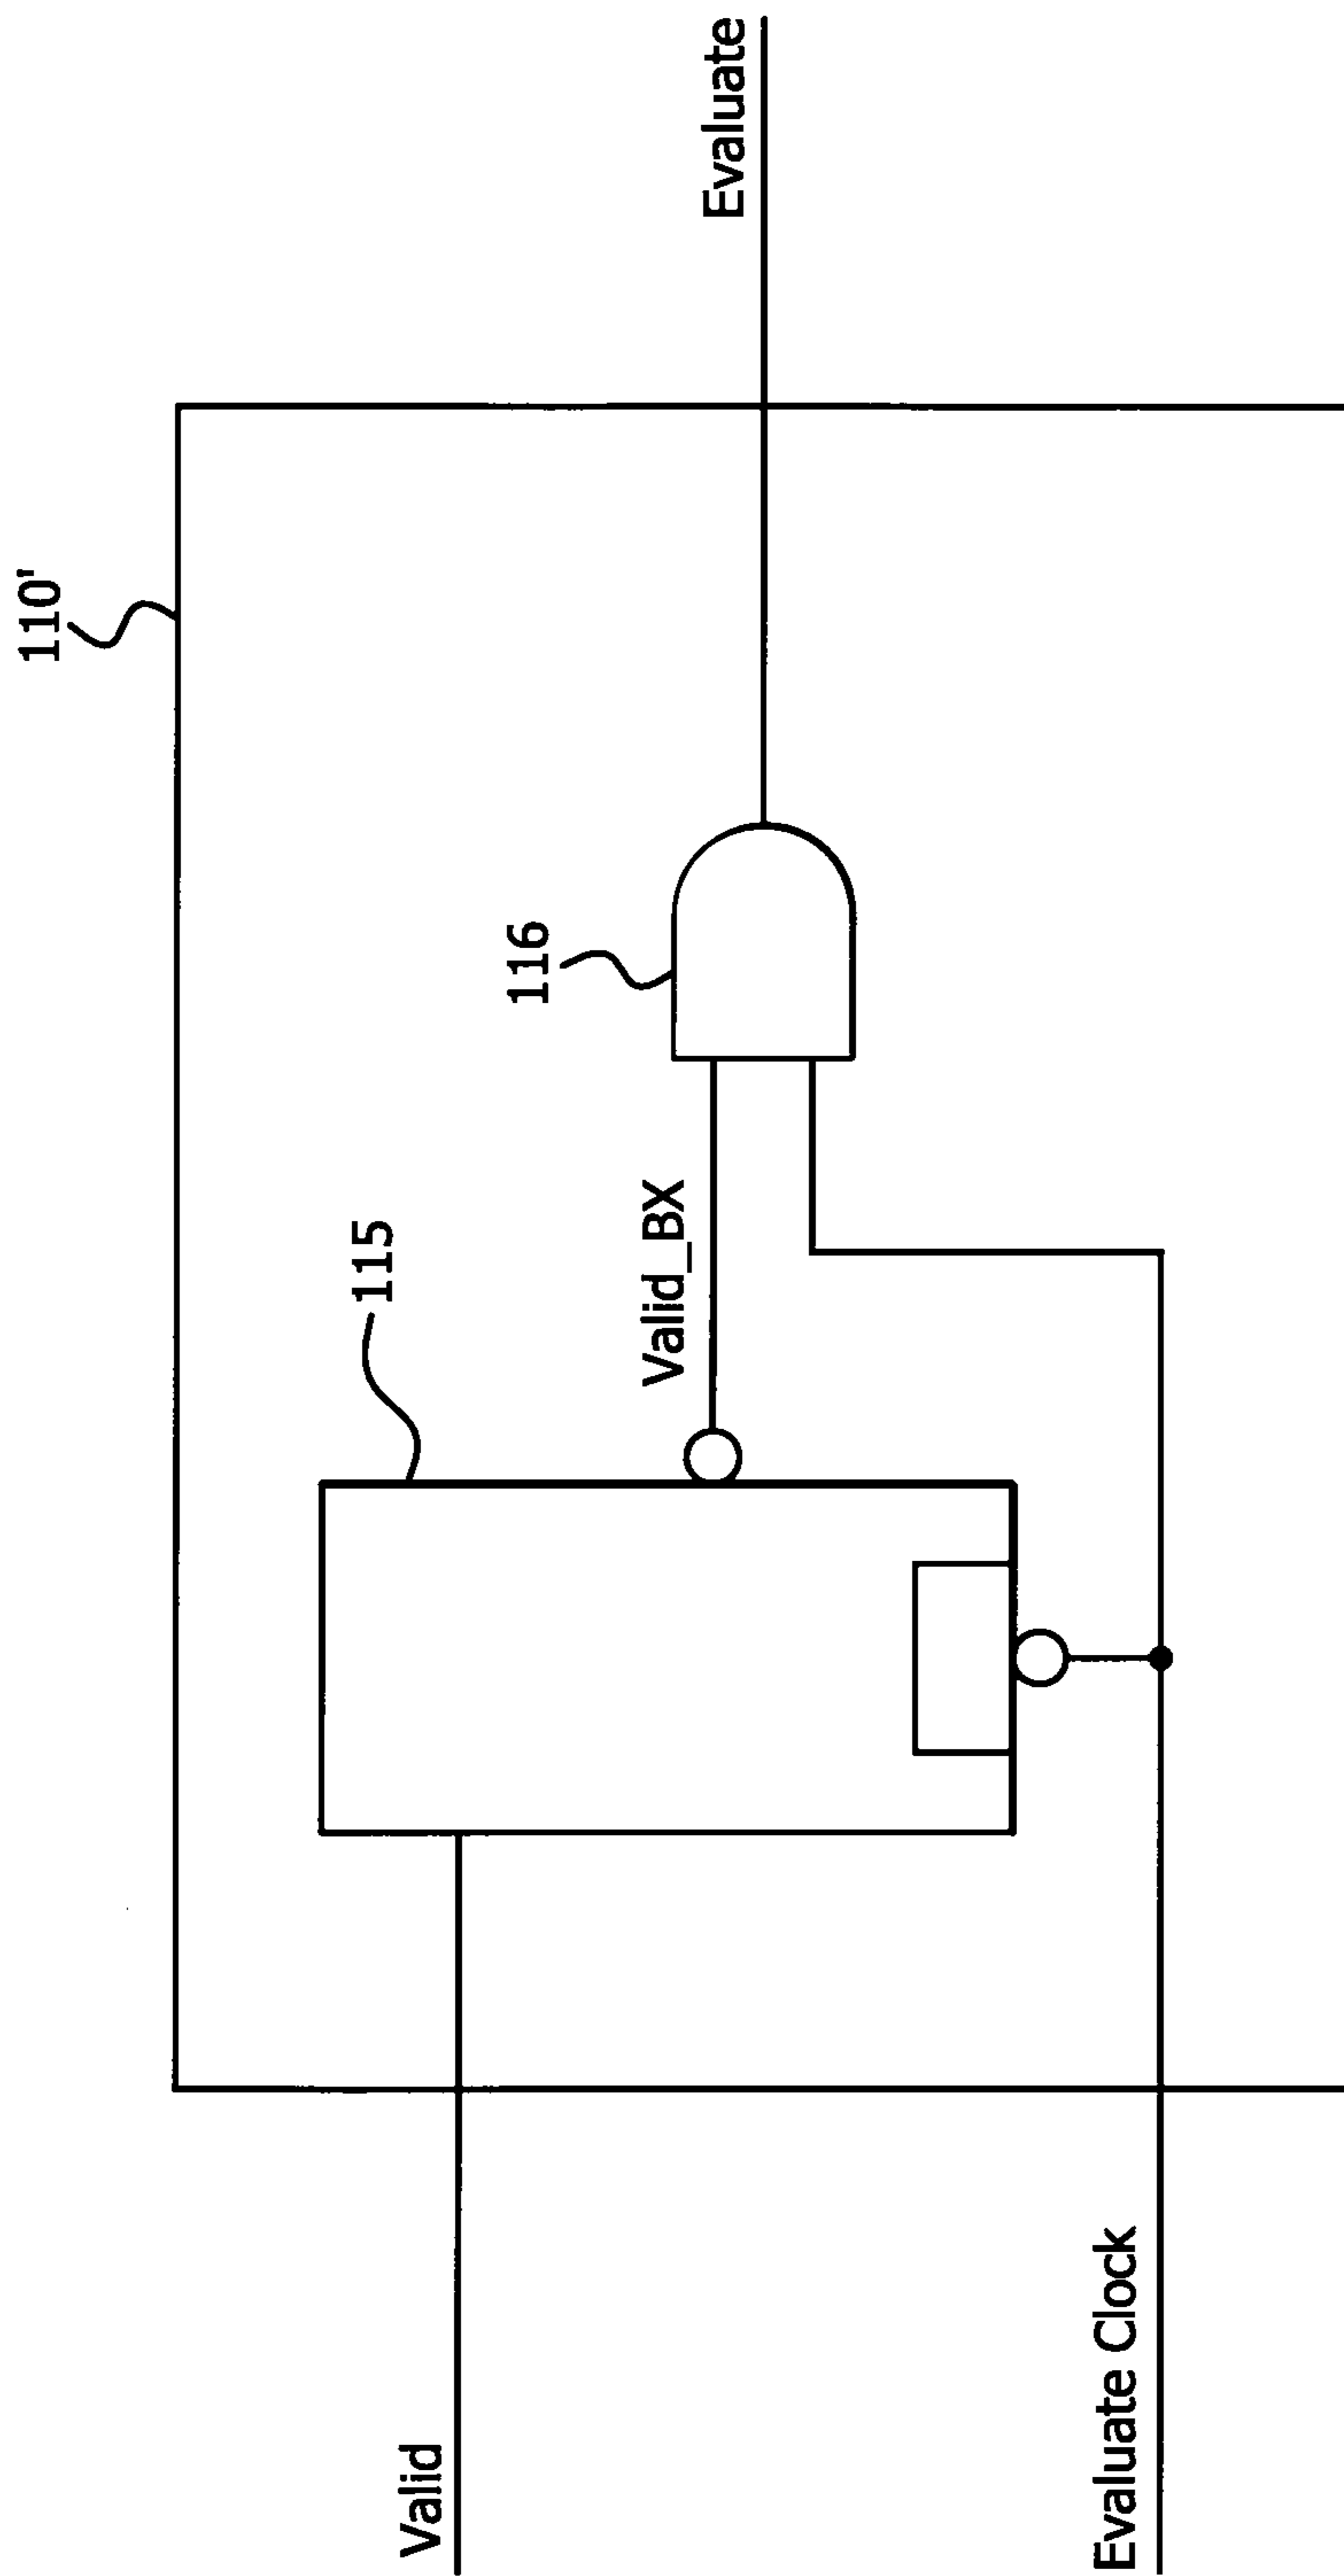 110'
115
116
Valid
Valid_BX
Evaluate
Evaluate Clock